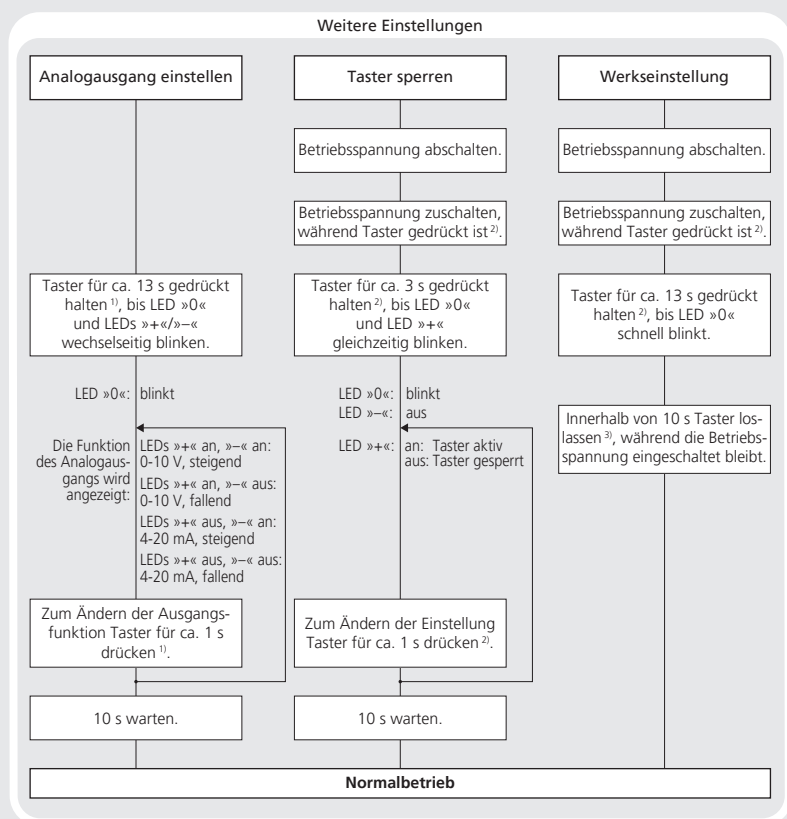 Weitere Einstellungen
Analogausgang einstellen
Taster für ca. 13 s gedrückt
halten 1), bis LED »0«
und LEDs »+«/»–«
wechselseitig blinken.
LED »0«: blinkt
Die Funktion
des Analogaus-
gangs wird
angezeigt:
LEDs »+« an, »–« an:
0-10 V, steigend
LEDs »+« an, »–« aus:
0-10 V, fallend
LEDs »+« aus, »–« an:
4-20 mA, steigend
LEDs »+« aus, »–« aus:
4-20 mA, fallend
Zum Ändern der Ausgangs-
funktion Taster für ca. 1 s
drücken 1).
10 s warten.
Taster sperren
Betriebsspannung abschalten.
Betriebsspannung zuschalten,
während Taster gedrückt ist 2).
Taster für ca. 3 s gedrückt
halten 2), bis LED »0«
und LED »+«
gleichzeitig blinken.
LED »0«: blinkt
LED »–«: aus
LED »+«: an: Taster aktiv
aus: Taster gesperrt
Zum Ändern der Einstellung
Taster für ca. 1 s drücken 2).
10 s warten.
Werkseinstellung
Betriebsspannung abschalten.
Betriebsspannung zuschalten,
während Taster gedrückt ist 2).
Taster für ca. 13 s gedrückt
halten 2), bis LED »0«
schnell blinkt.
Innerhalb von 10 s Taster los-
lassen 3), während die Betriebs-
spannung eingeschaltet bleibt.
Normalbetrieb